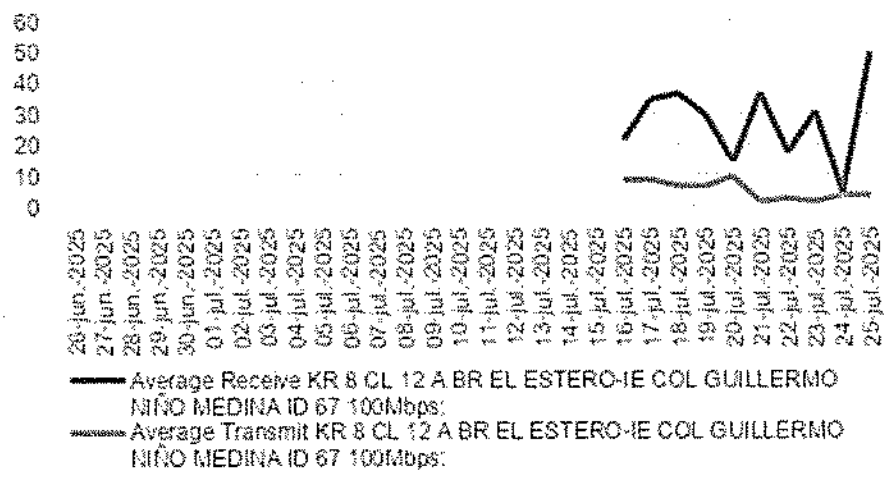 60
50
40
30
20
10
0
26-jun.-2025
27-jun.-2025
28-jun.-2025
29-jun.-2025
30-jun.-2025
01-jul.-2025
02-jul.-2025
03-jul.-2025
04-jul.-2025
05-jul.-2025
06-jul.-2025
07-jul.-2025
08-jul.-2025
09-jul.-2025
10-jul.-2025
11-jul.-2025
12-jul.-2025
13-jul.-2025
14-jul.-2025
15-jul.-2025
16-jul.-2025
17-jul.-2025
18-jul.-2025
19-jul.-2025
20-jul.-2025
21-jul.-2025
22-jul.-2025
23-jul.-2025
24-jul.-2025
25-jul.-2025
Average Receive KR 8 CL 12 A BR EL ESTERO-IE COL GUILLERMO
NIÑO MEDINA ID 67 100Mbps;
Average Transmit KR 8 CL 12 A BR EL ESTERO-IE COL GUILLERMO
NIÑO MEDINA ID 67 100Mbps;